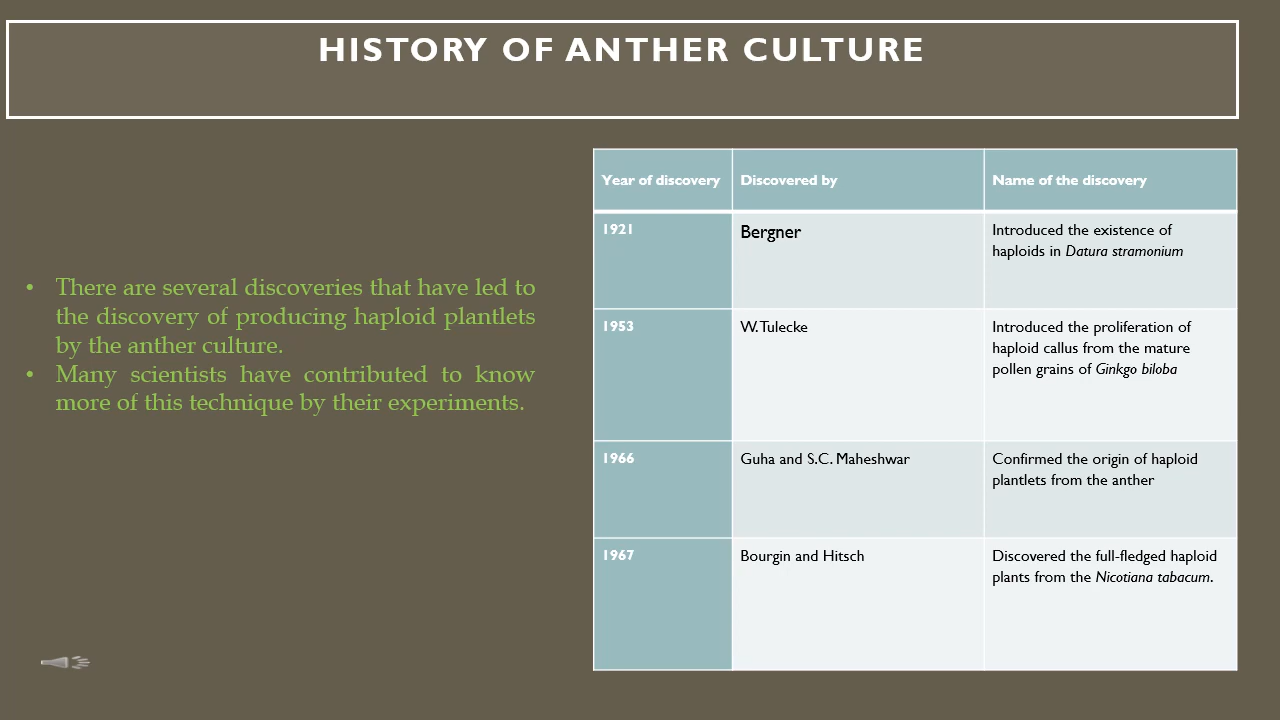 HISTORY OF ANTHER CULTURE
• There are several discoveries that have led to
the discovery of producing haploid plantlets
by the anther culture.
• Many scientists have contributed to know
more of this technique by their experiments.
Year of discovery Discovered by Name of the discovery
1921 Bergner Introduced the existence of
haploids in Datura stramonium
1953 W.Tulecke Introduced the proliferation of
haploid callus from the mature
pollen grains of Ginkgo biloba
1966 Guha and S.C. Maheshwar Confirmed the origin of haploid
plantlets from the anther
1967 Bourgin and Hitsch Discovered the full-fledged haploid
plants from the Nicotiana tabacum.